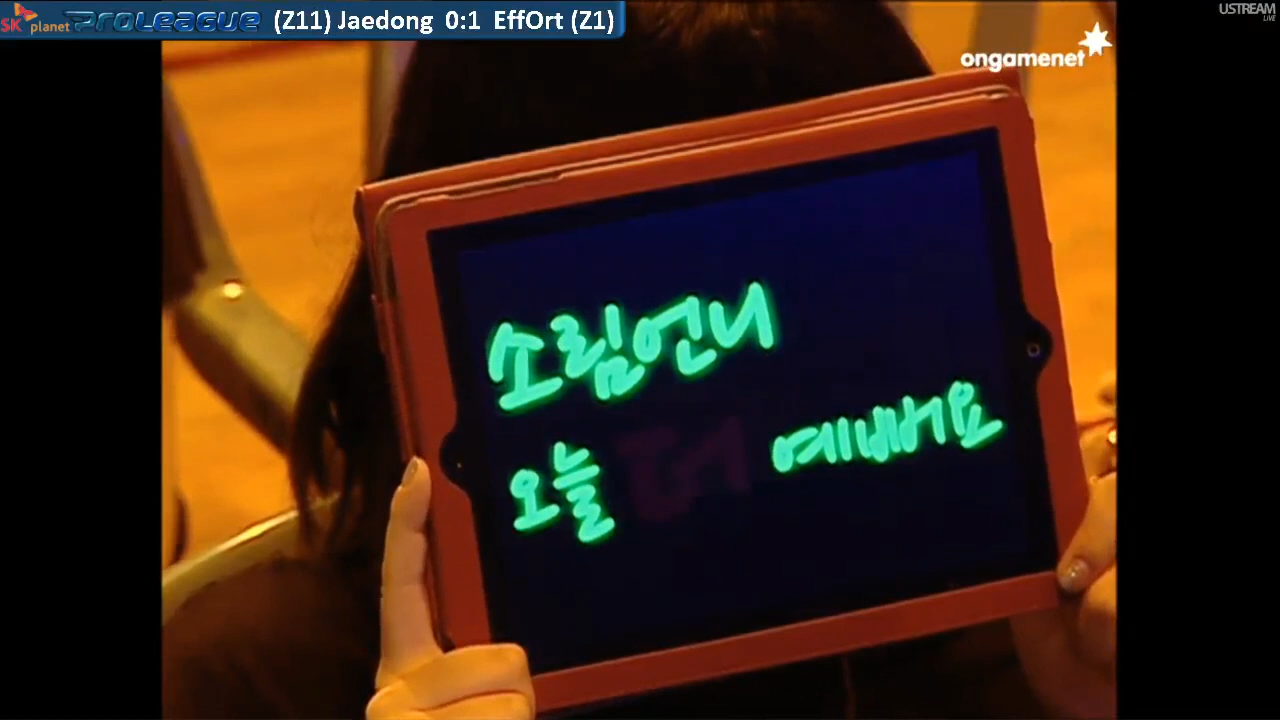 SK planet PROLEAGUE (Z11) Jaedong 0:1 EffOrt (Z1)
USTREAM
LIVE
ongamenet
소림언니
오늘 예뻐요